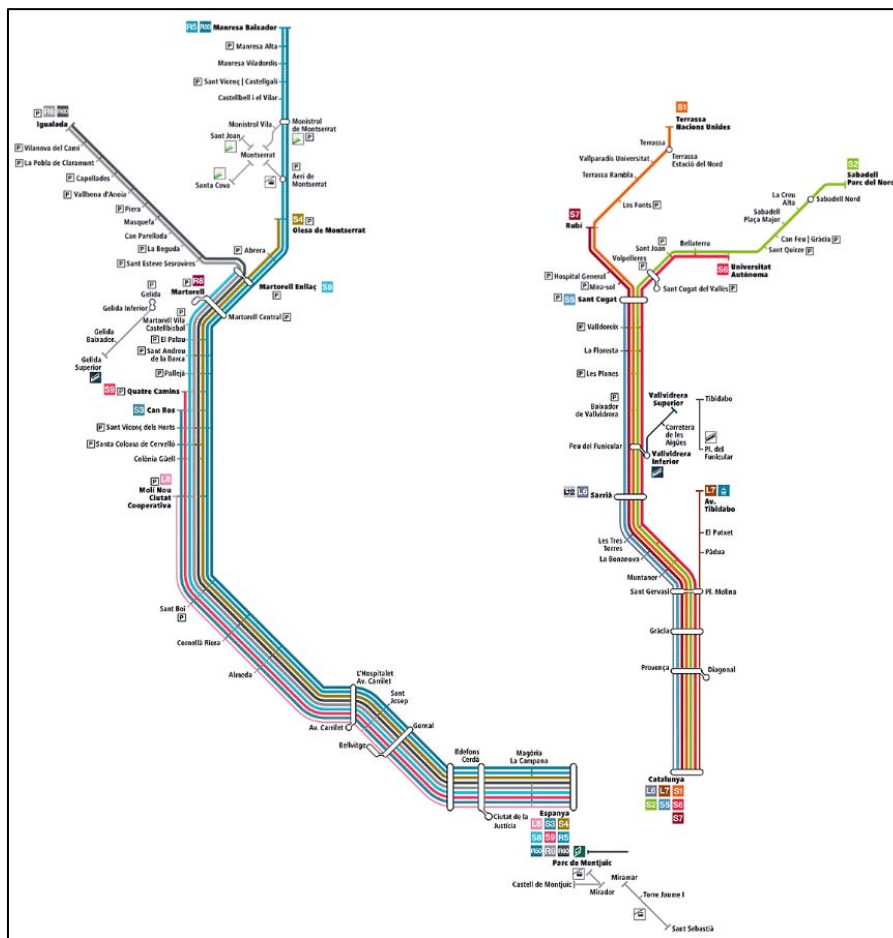 R5 R50 Manresa Baixador
P Manresa Alta
Manresa Viladordis
P Sant Vicenç | Castellgalí
Castellbell i el Vilar
Monistrol Vila
Monistrol
de Montserrat
P
Sant Joan
Montserrat
Santa Cova
Aeri de
Montserrat
P R6 R60
Igualada
P Vilanova del Camí
P La Pobla de Claramunt
P Capellades
P Vallbona d'Anoia
P Piera
Masquefa
Can Parellada
P La Beguda
P Sant Esteve Sesrovires
S4 P
Olesa de Montserrat
P Abrera
Martorell Enllaç S8
P
P R8
Martorell
Martorell Central P
P
Gelida
Gelida Inferior
Gelida
Baixador
Gelida
Superior
P Martorell Vila
Castellbisbal
P El Palau
P Sant Andreu
de la Barca
P Pallejà
S9 P Quatre Camins
S3 Can Ros
P Sant Vicenç dels Horts
P Santa Coloma de Cervelló
Colònia Güell
P L8
Molí Nou
Ciutat
Cooperativa
Sant Boi
P
Cornellà Riera
Almeda
L'Hospitalet
Av. Carrilet
Av. Carrilet
Sant
Josep
Gornal
Bellvitge
Ildefons
Cerdà
Magòria
La Campana
Ciutat de la
Justícia
Espanya
L8 S3 S4
S8 S9 R5
R50 R6 R60
Parc de Montjuïc
Castell de Montjuïc
Mirador
Miramar
Torre Jaume I
Sant Sebastià
S1
Terrassa
Nacions Unides
Terrassa
Vallparadís Universitat
Terrassa
Estació del Nord
Terrassa Rambla
Les Fonts P
S7
Rubí
S2
Sabadell
Parc del Nord
La Creu
Alta
Sabadell Nord
Sabadell
Plaça Major
Can Feu | Gràcia P
Sant Quirze P
Bellaterra
S6
Universitat
Autònoma
Sant Joan
P
Volpelleres
Sant Cugat del Vallès P
P Hospital General
P Mira-sol
P S5 Sant Cugat
P Valldoreix
La Floresta
P Les Planes
P
Baixador
de Vallvidrera
Peu del Funicular
Vallvidrera
Superior
Carretera
de les
Aigües
Vallvidrera
Inferior
Tibidabo
Pl. del
Funicular
L12 L6 Sarrià
L7
Av.
Tibidabo
El Putxet
Pàdua
Les Tres
Torres
La Bonanova
Muntaner
Sant Gervasi
Pl. Molina
Gràcia
Provença
Diagonal
Catalunya
L6 L7 S1
S2 S5 S6
S7